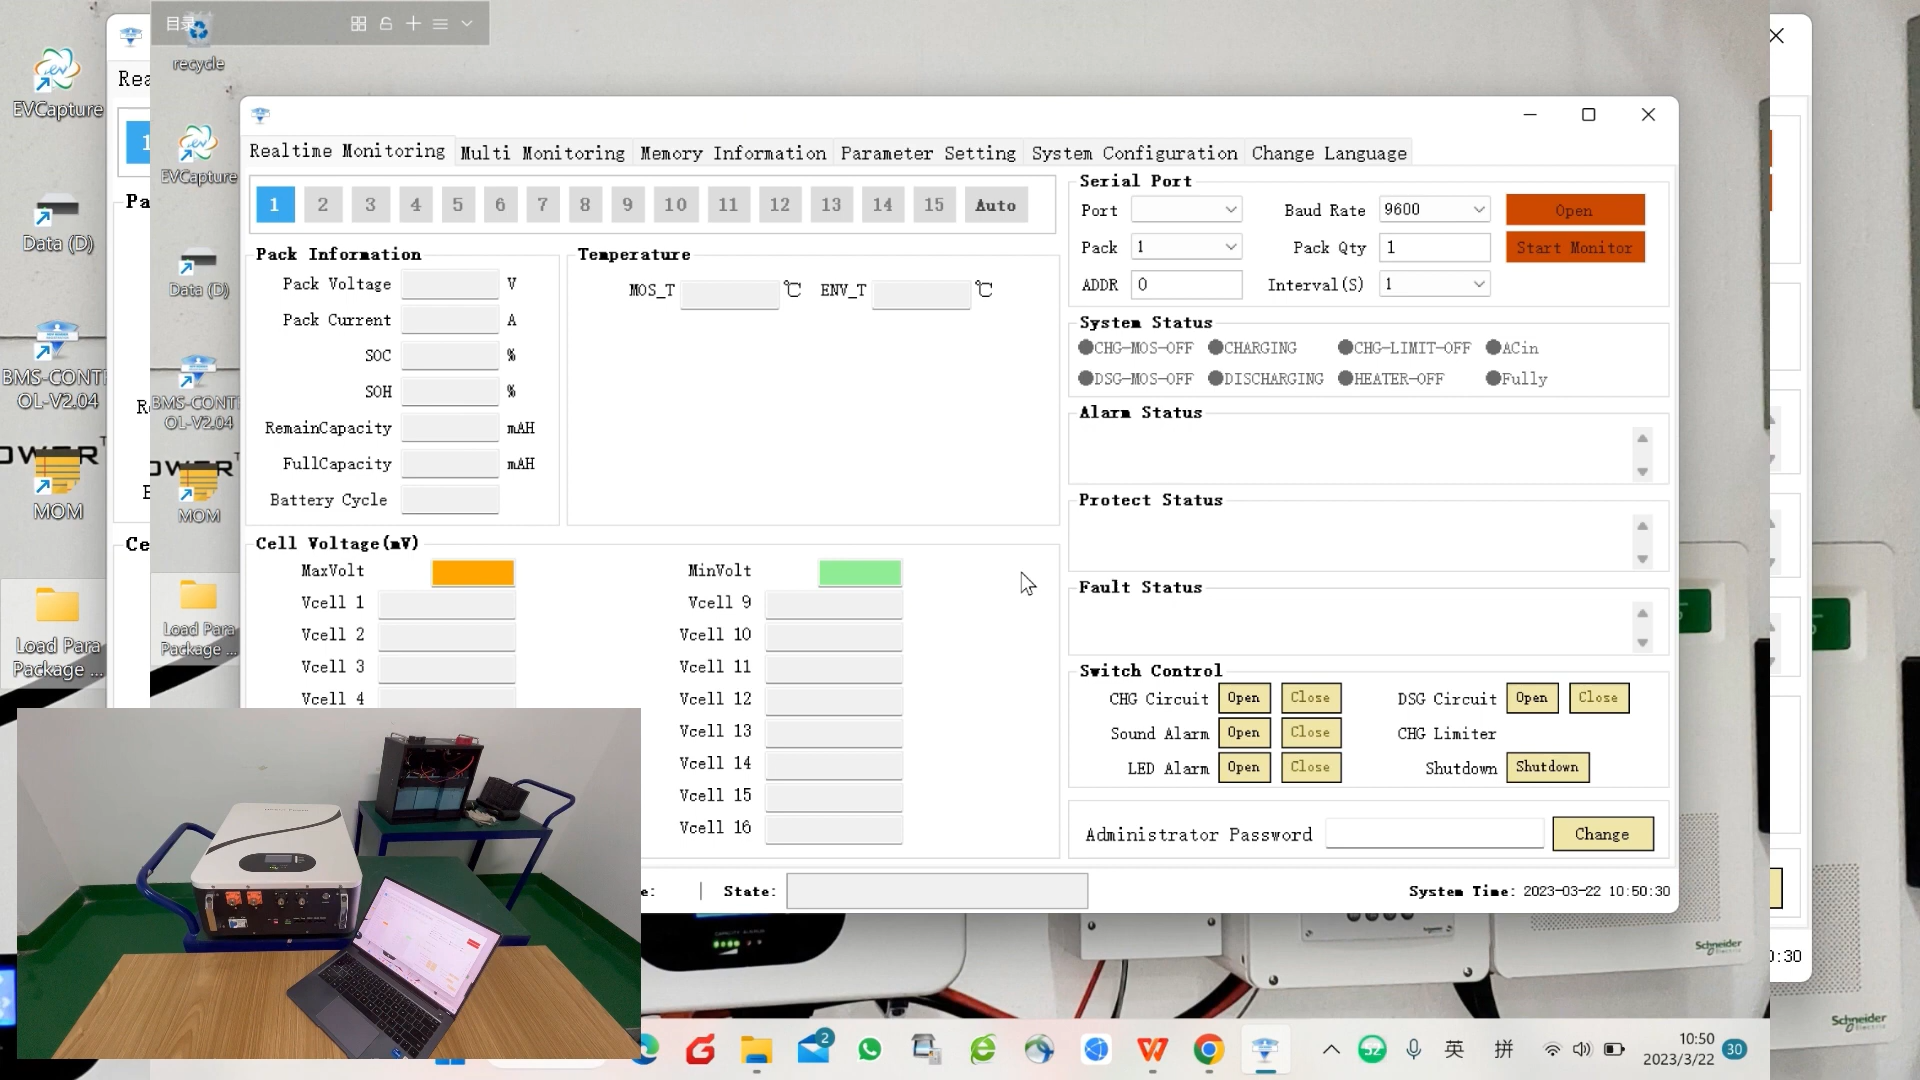 目录
recycle
EVCapture
EVCapture
Data (D)
Data (D)
BMS-CONTR
OL-V2.04
BMS-CONT
OL-V2.04
MOM
MOM
Load Para
Package ...
Load Para
Package ...
Realtime Monitoring
Multi Monitoring
Memory Information
Parameter Setting
System Configuration
Change Language
1 2 3 4 5 6 7 8 9 10 11 12 13 14 15 Auto
Pack Information
Pack Voltage V
Pack Current A
SOC %
SOH %
RemainCapacity mAH
FullCapacity mAH
Battery Cycle
Temperature
MOS_T ℃ ENV_T ℃
Cell Voltage(mV)
MaxVolt MinVolt
Vcell 1 Vcell 9
Vcell 2 Vcell 10
Vcell 3 Vcell 11
Vcell 4 Vcell 12
Vcell 13
Vcell 14
Vcell 15
Vcell 16
Serial Port
Port Baud Rate 9600 Open
Pack 1 Pack Qty 1 Start Monitor
ADDR 0 Interval(S) 1
System Status
CHG-MOS-OFF CHARGING CHG-LIMIT-OFF ACin
DSG-MOS-OFF DISCHARGING HEATER-OFF Fully
Alarm Status
Protect Status
Fault Status
Switch Control
CHG Circuit Open Close DSG Circuit Open Close
Sound Alarm Open Close CHG Limiter
LED Alarm Open Close Shutdown Shutdown
Administrator Password Change
e: | State: System Time: 2023-03-22 10:50:30
Schneider
Electric
Schneider
0:30
2
52
英 拼
10:50
2023/3/22
30